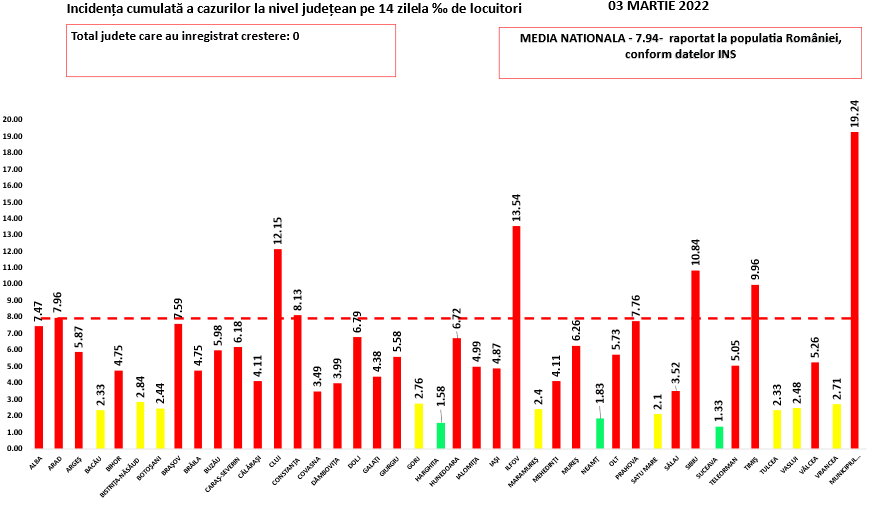 Incidența cumulată a cazurilor la nivel județean pe 14 zilela ‰ de locuitori
03 MARTIE 2022
Total judete care au inregistrat crestere: 0
MEDIA NATIONALA - 7.94- raportat la populatia României,
conform datelor INS
20.00
19.00
18.00
17.00
16.00
15.00
14.00
13.00
12.00
11.00
10.00
9.00
8.00
7.00
6.00
5.00
4.00
3.00
2.00
1.00
0.00
7.47
7.96
5.87
2.33
4.75
2.84
2.44
7.59
4.75
5.98
6.18
4.11
12.15
8.13
3.49
3.99
6.79
4.38
5.58
2.76
1.58
6.72
4.99
4.87
13.54
2.4
4.11
6.26
1.83
5.73
7.76
2.1
3.52
10.84
1.33
5.05
9.96
2.33
2.48
5.26
2.71
19.24
ALBA
ARAD
ARGEȘ
BACĂU
BIHOR
BISTRIȚA-NĂSĂUD
BOTOȘANI
BRAȘOV
BRĂILA
BUZĂU
CARAȘ-SEVERIN
CĂLĂRAȘI
CLUJ
CONSTANȚA
COVASNA
DÂMBOVIȚA
DOLJ
GALAȚI
GIURGIU
GORJ
HARGHITA
HUNEDOARA
IALOMIȚA
IAȘI
ILFOV
MARAMUREȘ
MEHEDINȚI
MUREȘ
NEAMȚ
OLT
PRAHOVA
SATU MARE
SĂLAJ
SIBIU
SUCEAVA
TELEORMAN
TIMIȘ
TULCEA
VASLUI
VÂLCEA
VRANCEA
MUNICIPIUL...